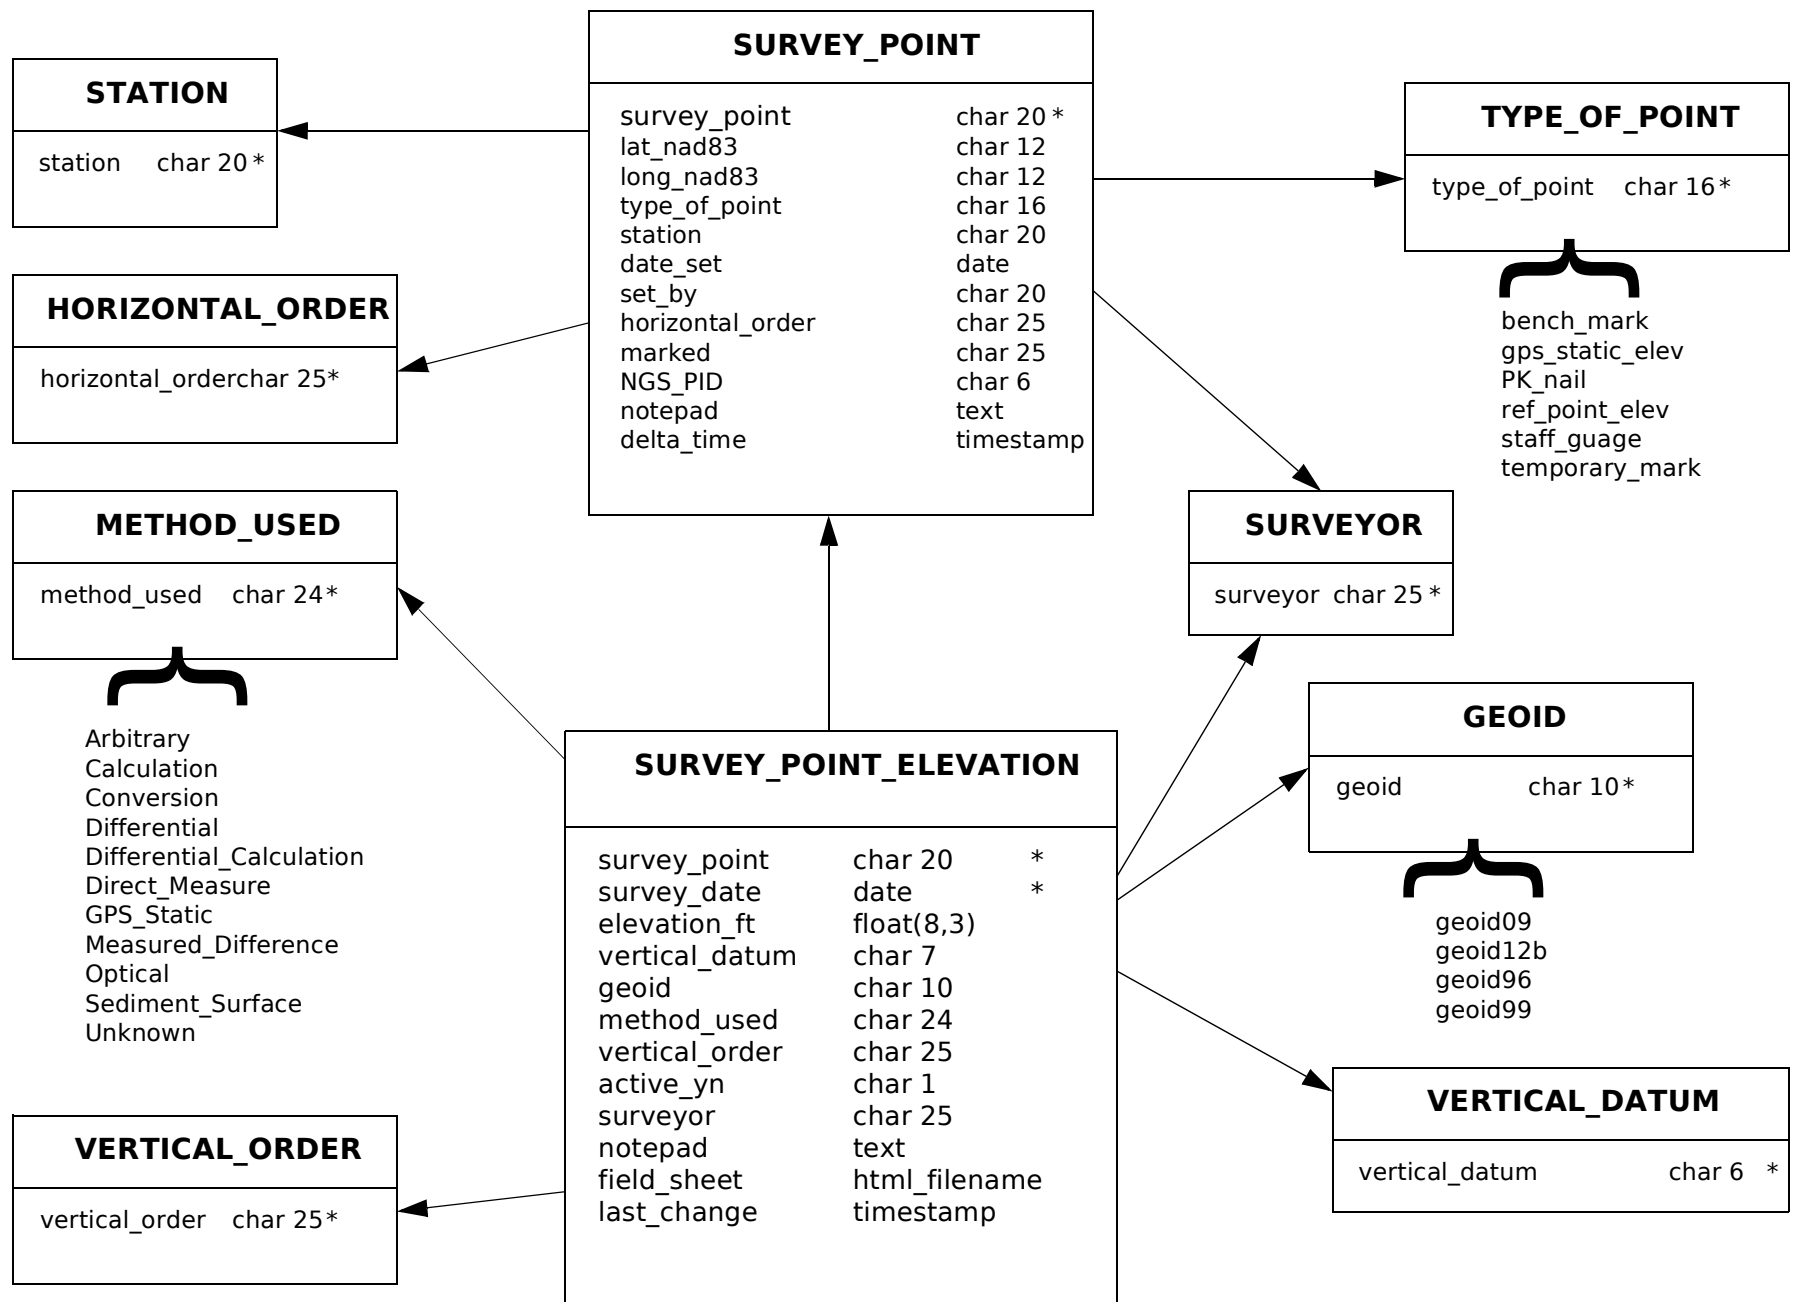 SURVEY_POINT
survey_point char 20 *
lat_nad83 char 12
long_nad83 char 12
type_of_point char 16
station char 20
date_set date
set_by char 20
horizontal_order char 25
marked char 25
NGS_PID char 6
notepad text
delta_time timestamp
STATION
station char 20 *
TYPE_OF_POINT
type_of_point char 16 *
bench_mark
gps_static_elev
PK_nail
ref_point_elev
staff_guage
temporary_mark
HORIZONTAL_ORDER
horizontal_orderchar 25*
METHOD_USED
method_used char 24 *
Arbitrary
Calculation
Conversion
Differential
Differential_Calculation
Direct_Measure
GPS_Static
Measured_Difference
Optical
Sediment_Surface
Unknown
SURVEYOR
surveyor char 25 *
GEOID
geoid char 10 *
geoid09
geoid12b
geoid96
geoid99
SURVEY_POINT_ELEVATION
survey_point char 20 *
survey_date date *
elevation_ft float(8,3)
vertical_datum char 7
geoid char 10
method_used char 24
vertical_order char 25
active_yn char 1
surveyor char 25
notepad text
field_sheet html_filename
last_change timestamp
VERTICAL_DATUM
vertical_datum char 6 *
VERTICAL_ORDER
vertical_order char 25 *